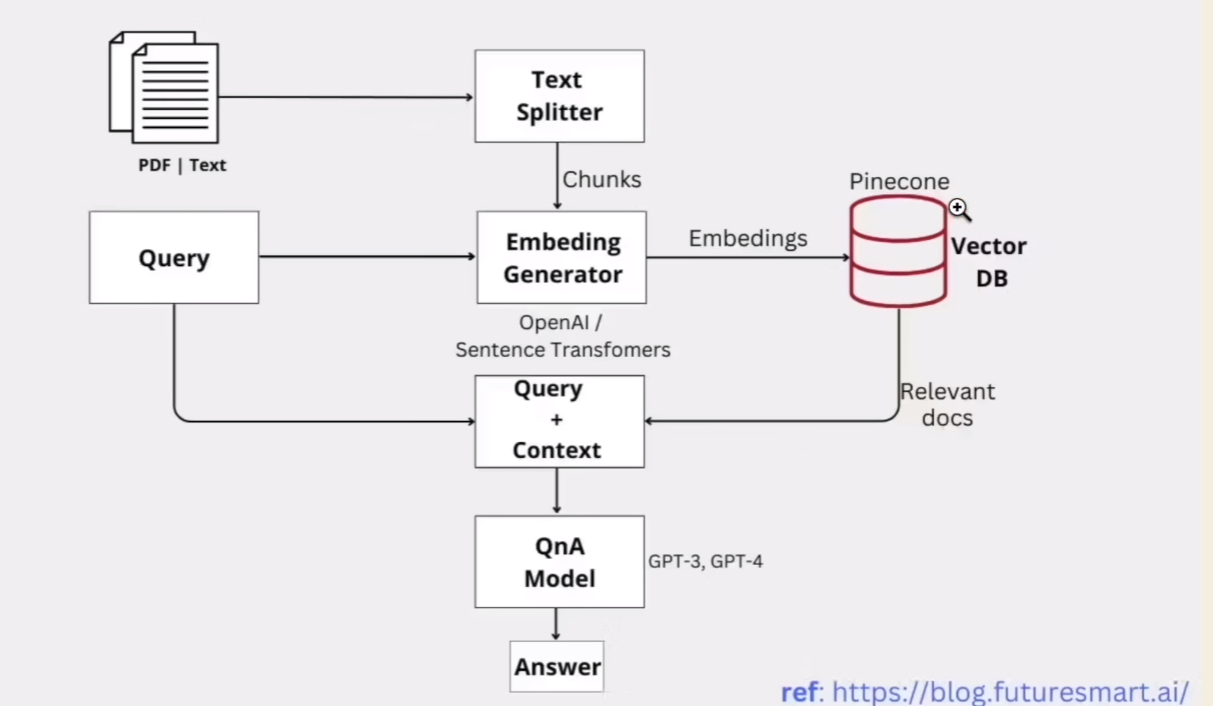 Text
Splitter
PDF | Text
Chunks
Pinecone
Query
Embeding
Generator
Embedings
Vector
DB
OpenAI /
Sentence Transfomers
Query
+
Context
Relevant
docs
QnA
Model
GPT-3, GPT-4
Answer
ref: https://blog.futuresmart.ai/